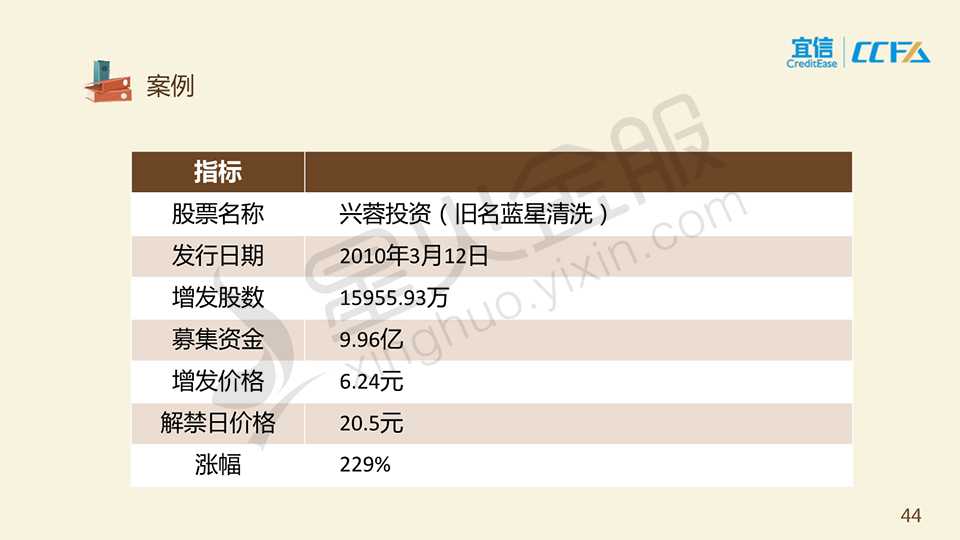 宜信
CreditEase
CCFA
案例
指标
股票名称 兴蓉投资（旧名蓝星清洗）
发行日期 2010年3月12日
增发股数 15955.93万
募集资金 9.96亿
增发价格 6.24元
解禁日价格 20.5元
涨幅 229%
星火金服
xinghuo.yixin.com
44